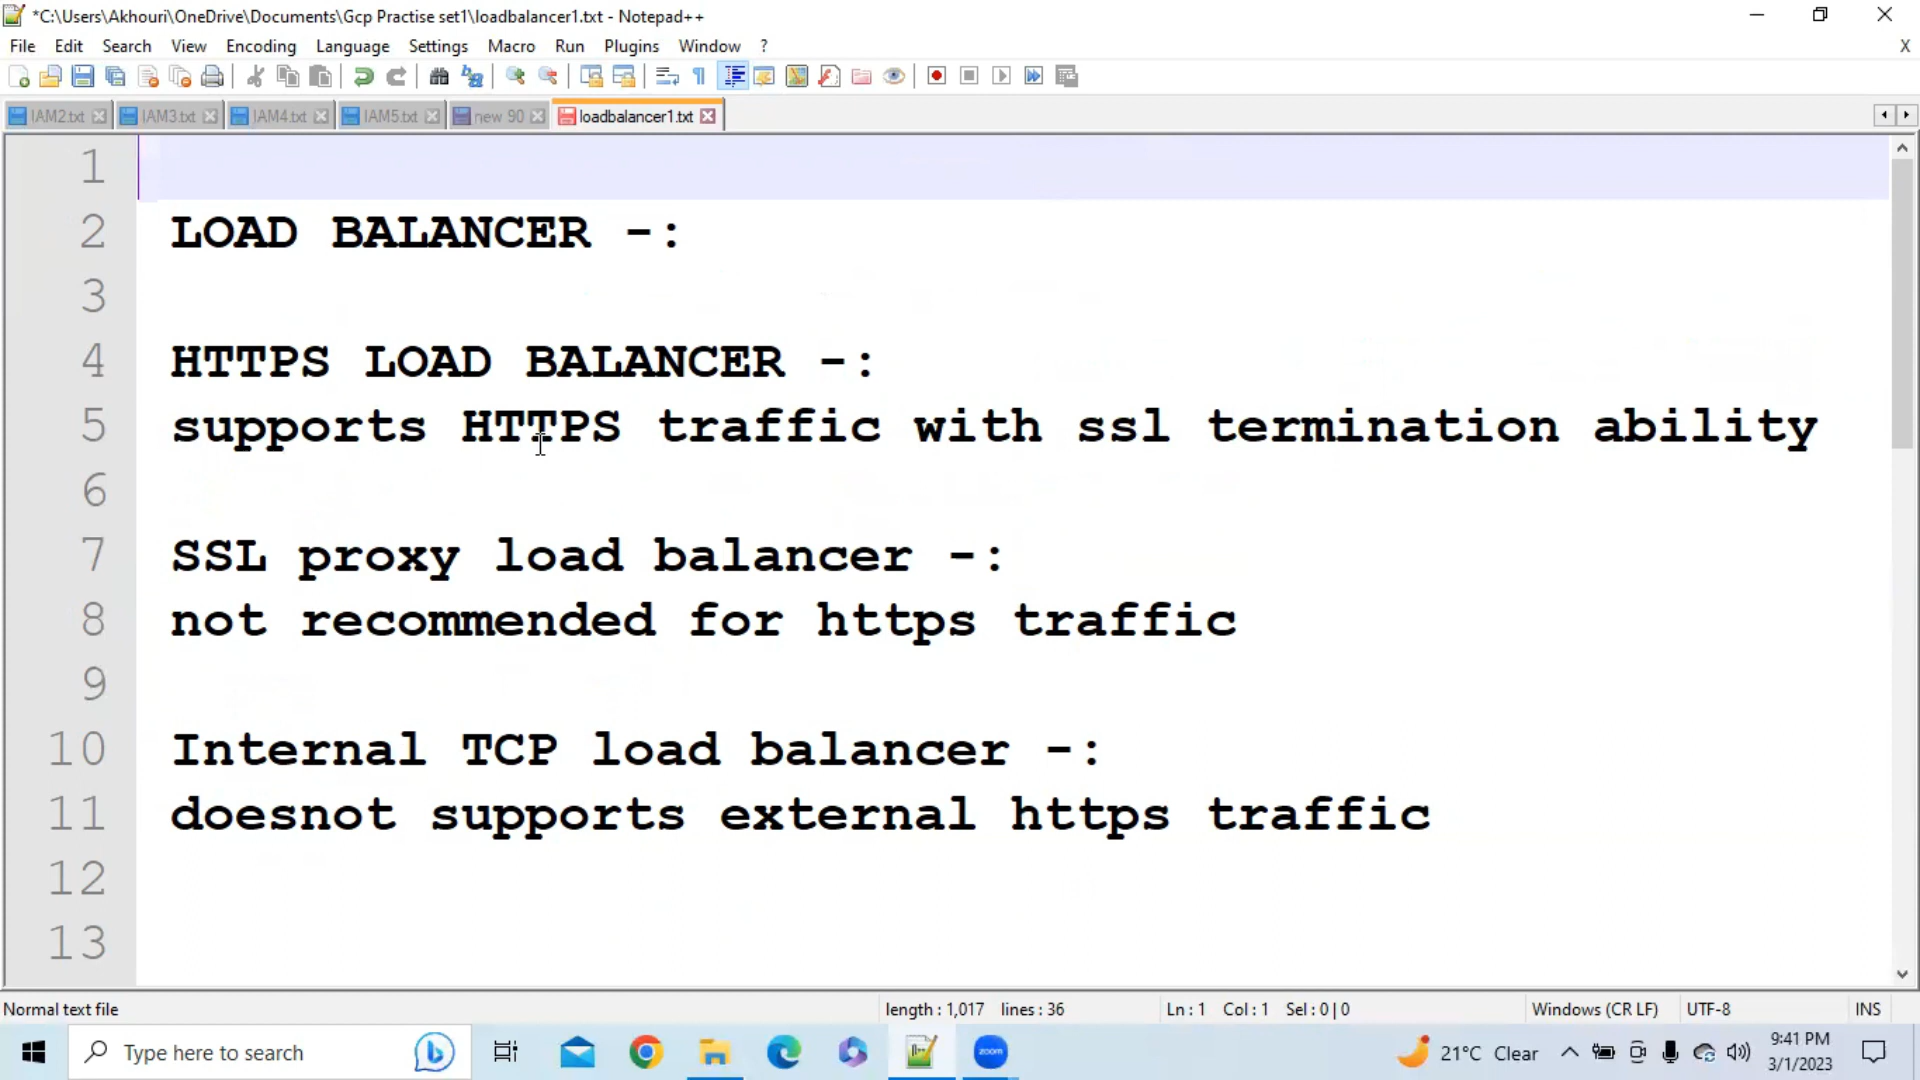 *C:\Users\Akhouri\OneDrive\Documents\Gcp Practise set1\loadbalancer1.txt - Notepad++
File Edit Search View Encoding Language Settings Macro Run Plugins Window ? X
IAM2.txt IAM3.txt IAM4.txt IAM5.txt new 90 loadbalancer1.txt
1
2 LOAD BALANCER -:
3
4 HTTPS LOAD BALANCER -:
5 supports HTTPS traffic with ssl termination ability
6
7 SSL proxy load balancer -:
8 not recommended for https traffic
9
10 Internal TCP load balancer -:
11 doesnot supports external https traffic
12
13
Normal text file length : 1,017 lines : 36 Ln : 1 Col : 1 Sel : 0 | 0 Windows (CR LF) UTF-8 INS
Type here to search zoom 21°C Clear 9:41 PM
3/1/2023